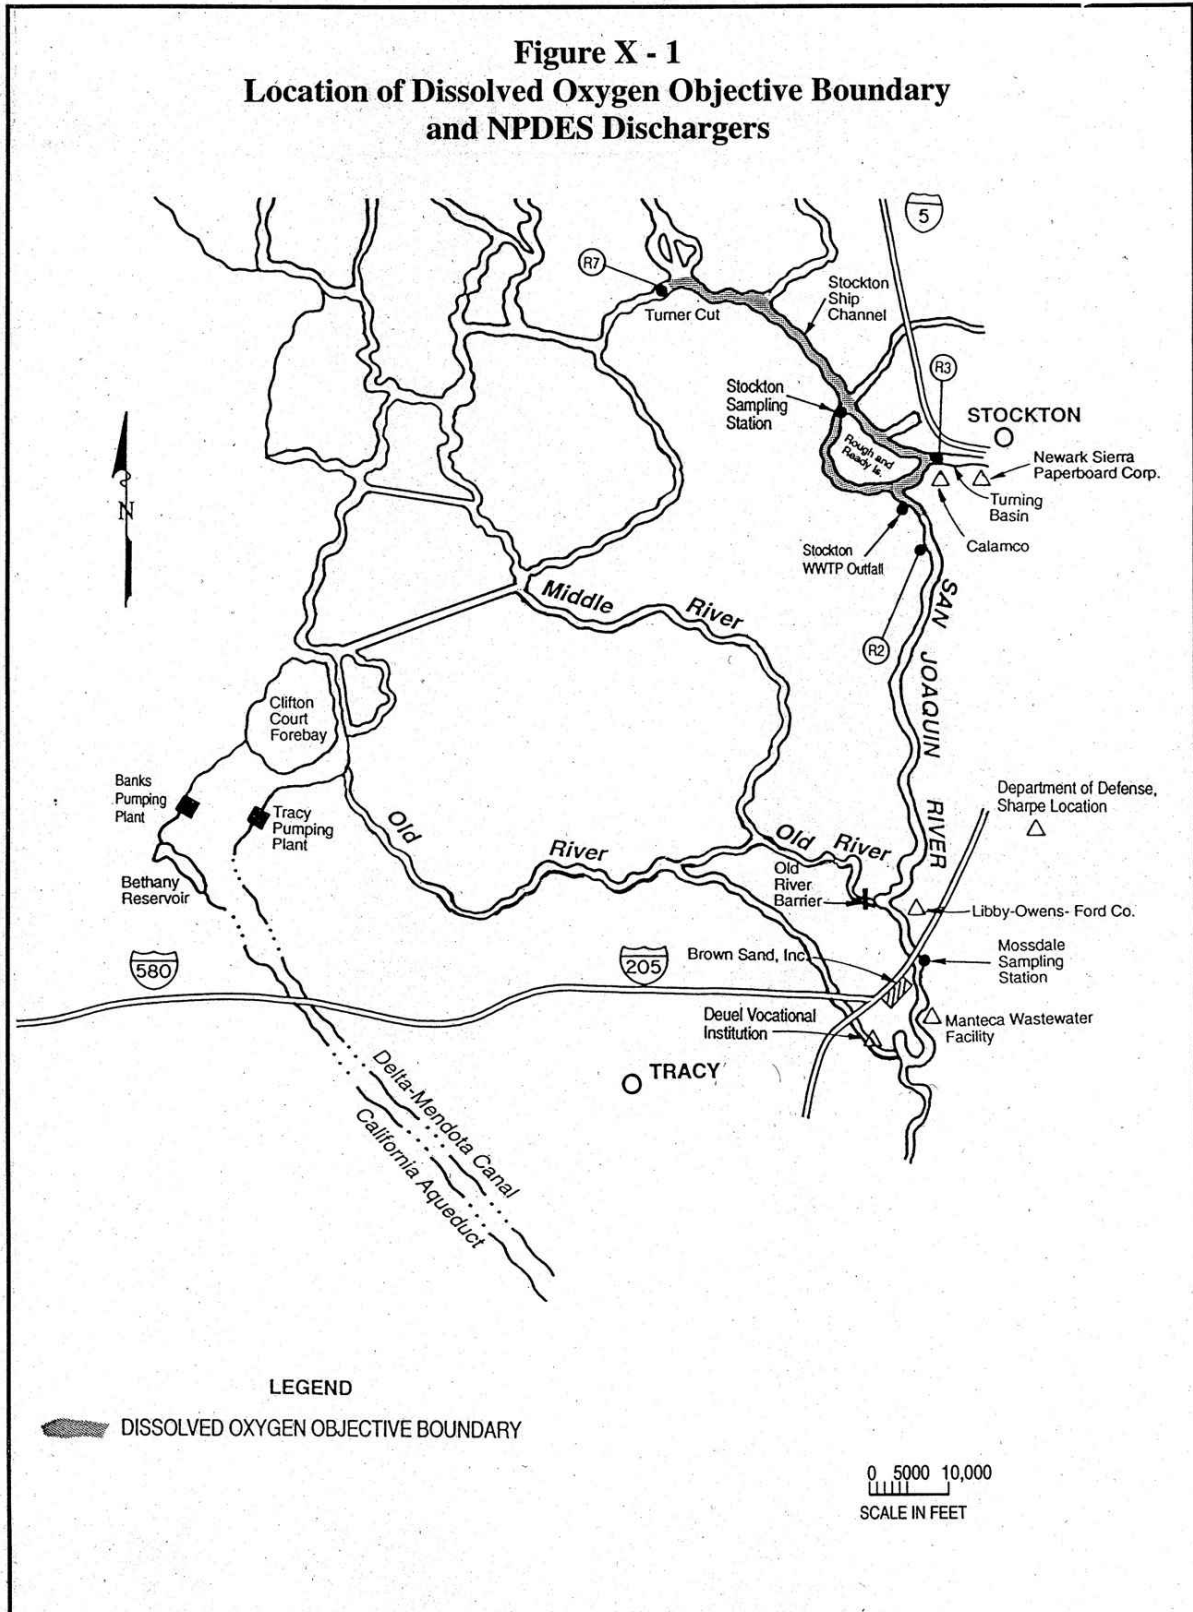 Figure X - 1
Location of Dissolved Oxygen Objective Boundary
and NPDES Dischargers
5
R7
Turner Cut
Stockton
Ship
Channel
R3
Stockton
Sampling
Station
STOCKTON
Rough and
Ready Is.
Newark Sierra
Paperboard Corp.
Turning
Basin
Calamco
Stockton
WWTP Outfall
N
R2
SAN JOAQUIN RIVER
Middle River
Clifton
Court
Forebay
Banks
Pumping
Plant
Tracy
Pumping
Plant
Bethany
Reservoir
Old River
Old River
Old
River
Barrier
Department of Defense,
Sharpe Location
Libby-Owens- Ford Co.
Mossdale
Sampling
Station
Brown Sand, Inc.
580
205
Deuel Vocational
Institution
Manteca Wastewater
Facility
TRACY
Delta-Mendota Canal
California Aqueduct
LEGEND
DISSOLVED OXYGEN OBJECTIVE BOUNDARY
0 5000 10,000
SCALE IN FEET